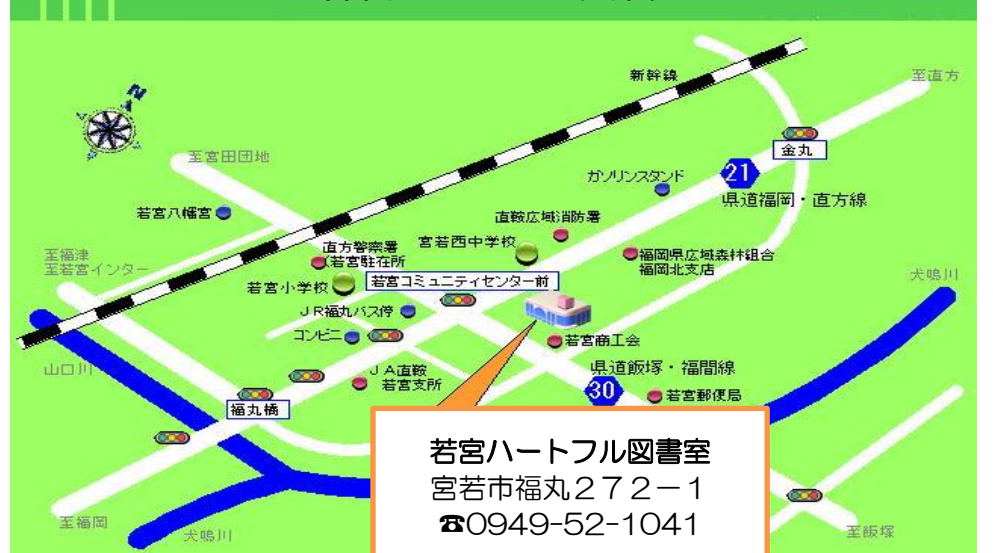 N
新幹線
至直方
金丸
至宮田団地
ガソリンスタンド
21
県道福岡・直方線
若宮八幡宮
直鞍広域消防署
宮若西中学校
直方警察署
若宮駐在所
福岡県広域森林組合
福岡北支店
至福津
至若宮インター
犬鳴川
若宮小学校
若宮コミュニティセンター前
JR福丸バス停
コンビニ
若宮商工会
山口川
JA直鞍
若宮支所
県道飯塚・福間線
30
若宮郵便局
福丸橋
若宮ハートフル図書室
宮若市福丸272-1
☎0949-52-1041
至福岡
犬鳴川
至飯塚